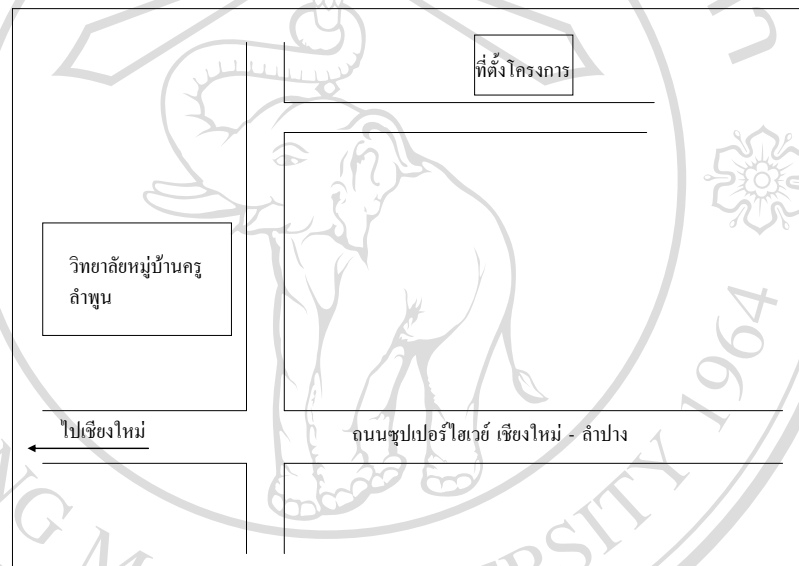 ที่ตั้งโครงการ
วิทยาลัยหมู่บ้านครู
ลำพูน
ไปเชียงใหม่
ถนนซุปเปอร์ไฮเวย์ เชียงใหม่ - ลำปาง
1964